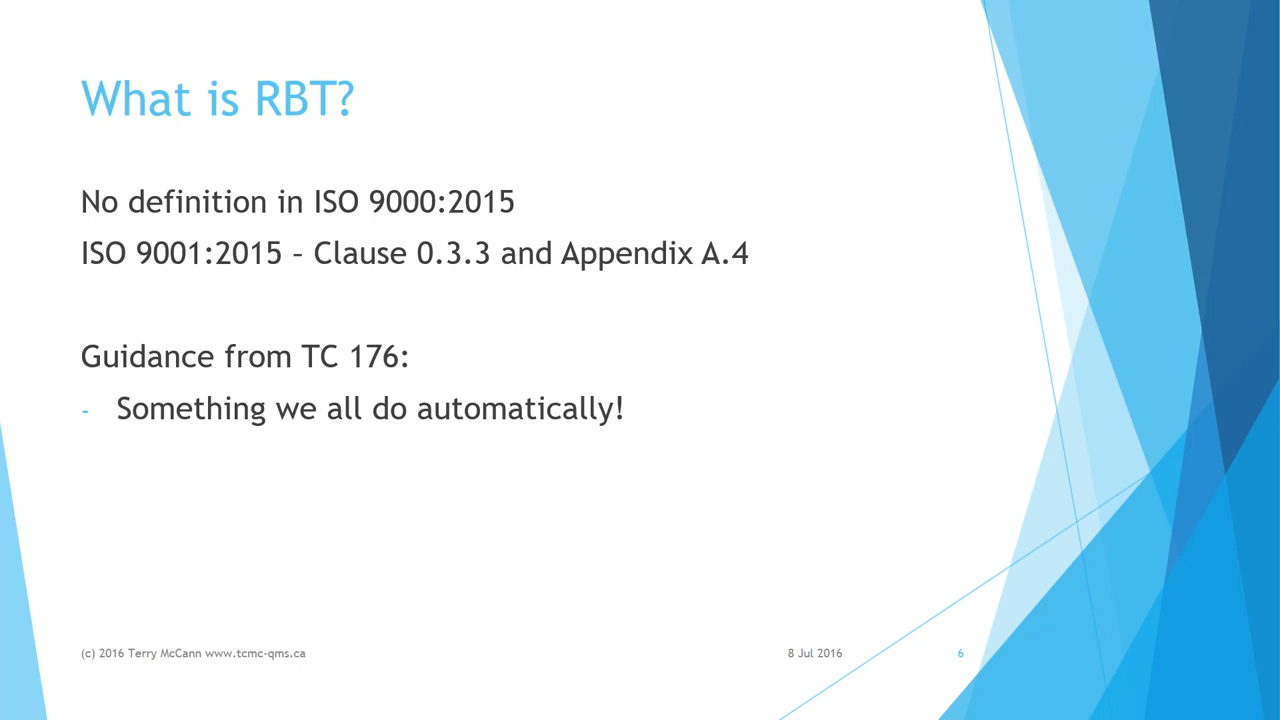 What is RBT?
No definition in ISO 9000:2015
ISO 9001:2015 – Clause 0.3.3 and Appendix A.4
Guidance from TC 176:
- Something we all do automatically!
(c) 2016 Terry McCann www.tcmc-qms.ca
8 Jul 2016
6